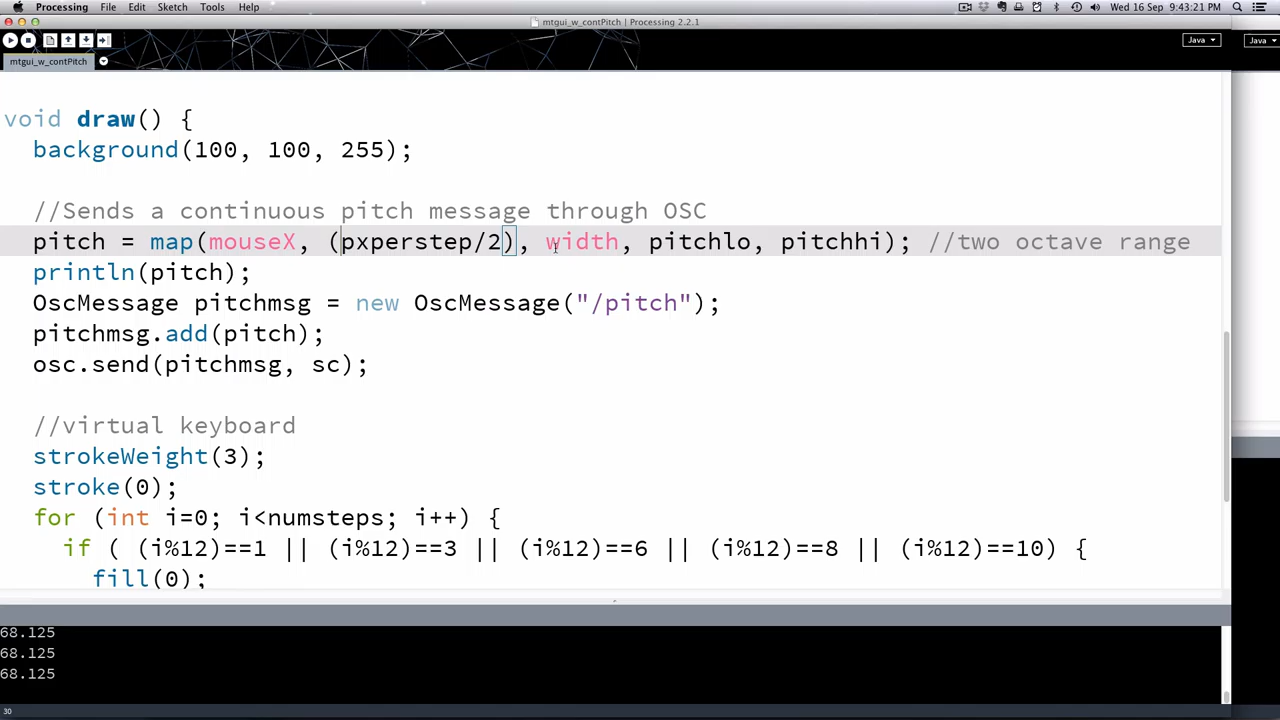 Processing File Edit Sketch Tools Help Wed 16 Sep 9:43:21 PM
mtgui_w_contPitch | Processing 2.2.1
Java Java
mtgui_w_contPitch
void draw() {
background(100, 100, 255);
//Sends a continuous pitch message through OSC
pitch = map(mouseX, (pxperstep/2), width, pitchlo, pitchhi); //two octave range
println(pitch);
OscMessage pitchmsg = new OscMessage("/pitch");
pitchmsg.add(pitch);
osc.send(pitchmsg, sc);
//virtual keyboard
strokeWeight(3);
stroke(0);
for (int i=0; i<numsteps; i++) {
if ( (i%12)==1 || (i%12)==3 || (i%12)==6 || (i%12)==8 || (i%12)==10) {
fill(0);
68.125
68.125
68.125
30